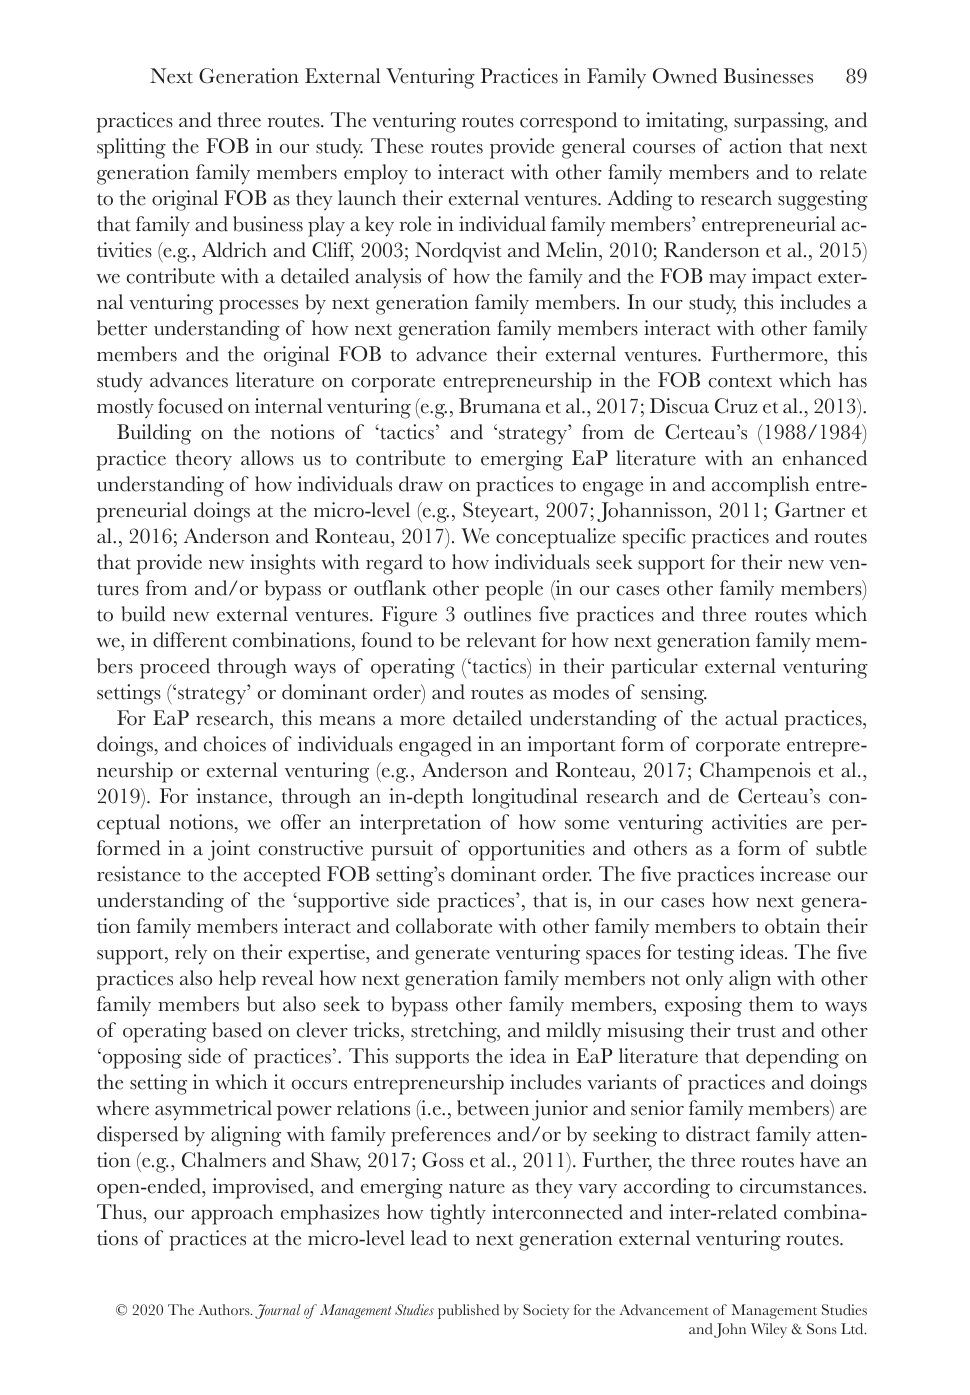 Next Generation External Venturing Practices in Family Owned Businesses 89
practices and three routes. The venturing routes correspond to imitating, surpassing, and
splitting the FOB in our study. These routes provide general courses of action that next
generation family members employ to interact with other family members and to relate
to the original FOB as they launch their external ventures. Adding to research suggesting
that family and business play a key role in individual family members’ entrepreneurial ac-
tivities (e.g., Aldrich and Cliff, 2003; Nordqvist and Melin, 2010; Randerson et al., 2015)
we contribute with a detailed analysis of how the family and the FOB may impact exter-
nal venturing processes by next generation family members. In our study, this includes a
better understanding of how next generation family members interact with other family
members and the original FOB to advance their external ventures. Furthermore, this
study advances literature on corporate entrepreneurship in the FOB context which has
mostly focused on internal venturing (e.g., Brumana et al., 2017; Discua Cruz et al., 2013).
Building on the notions of ‘tactics’ and ‘strategy’ from de Certeau’s (1988/1984)
practice theory allows us to contribute to emerging EaP literature with an enhanced
understanding of how individuals draw on practices to engage in and accomplish entre-
preneurial doings at the micro-level (e.g., Steyeart, 2007; Johannisson, 2011; Gartner et
al., 2016; Anderson and Ronteau, 2017). We conceptualize specific practices and routes
that provide new insights with regard to how individuals seek support for their new ven-
tures from and/or bypass or outflank other people (in our cases other family members)
to build new external ventures. Figure 3 outlines five practices and three routes which
we, in different combinations, found to be relevant for how next generation family mem-
bers proceed through ways of operating (‘tactics) in their particular external venturing
settings (‘strategy’ or dominant order) and routes as modes of sensing.
For EaP research, this means a more detailed understanding of the actual practices,
doings, and choices of individuals engaged in an important form of corporate entrepre-
neurship or external venturing (e.g., Anderson and Ronteau, 2017; Champenois et al.,
2019). For instance, through an in-depth longitudinal research and de Certeau’s con-
ceptual notions, we offer an interpretation of how some venturing activities are per-
formed in a joint constructive pursuit of opportunities and others as a form of subtle
resistance to the accepted FOB setting’s dominant order. The five practices increase our
understanding of the ‘supportive side practices’, that is, in our cases how next genera-
tion family members interact and collaborate with other family members to obtain their
support, rely on their expertise, and generate venturing spaces for testing ideas. The five
practices also help reveal how next generation family members not only align with other
family members but also seek to bypass other family members, exposing them to ways
of operating based on clever tricks, stretching, and mildly misusing their trust and other
‘opposing side of practices’. This supports the idea in EaP literature that depending on
the setting in which it occurs entrepreneurship includes variants of practices and doings
where asymmetrical power relations (i.e., between junior and senior family members) are
dispersed by aligning with family preferences and/or by seeking to distract family atten-
tion (e.g., Chalmers and Shaw, 2017; Goss et al., 2011). Further, the three routes have an
open-ended, improvised, and emerging nature as they vary according to circumstances.
Thus, our approach emphasizes how tightly interconnected and inter-related combina-
tions of practices at the micro-level lead to next generation external venturing routes.
© 2020 The Authors. Journal of Management Studies published by Society for the Advancement of Management Studies
and John Wiley & Sons Ltd.